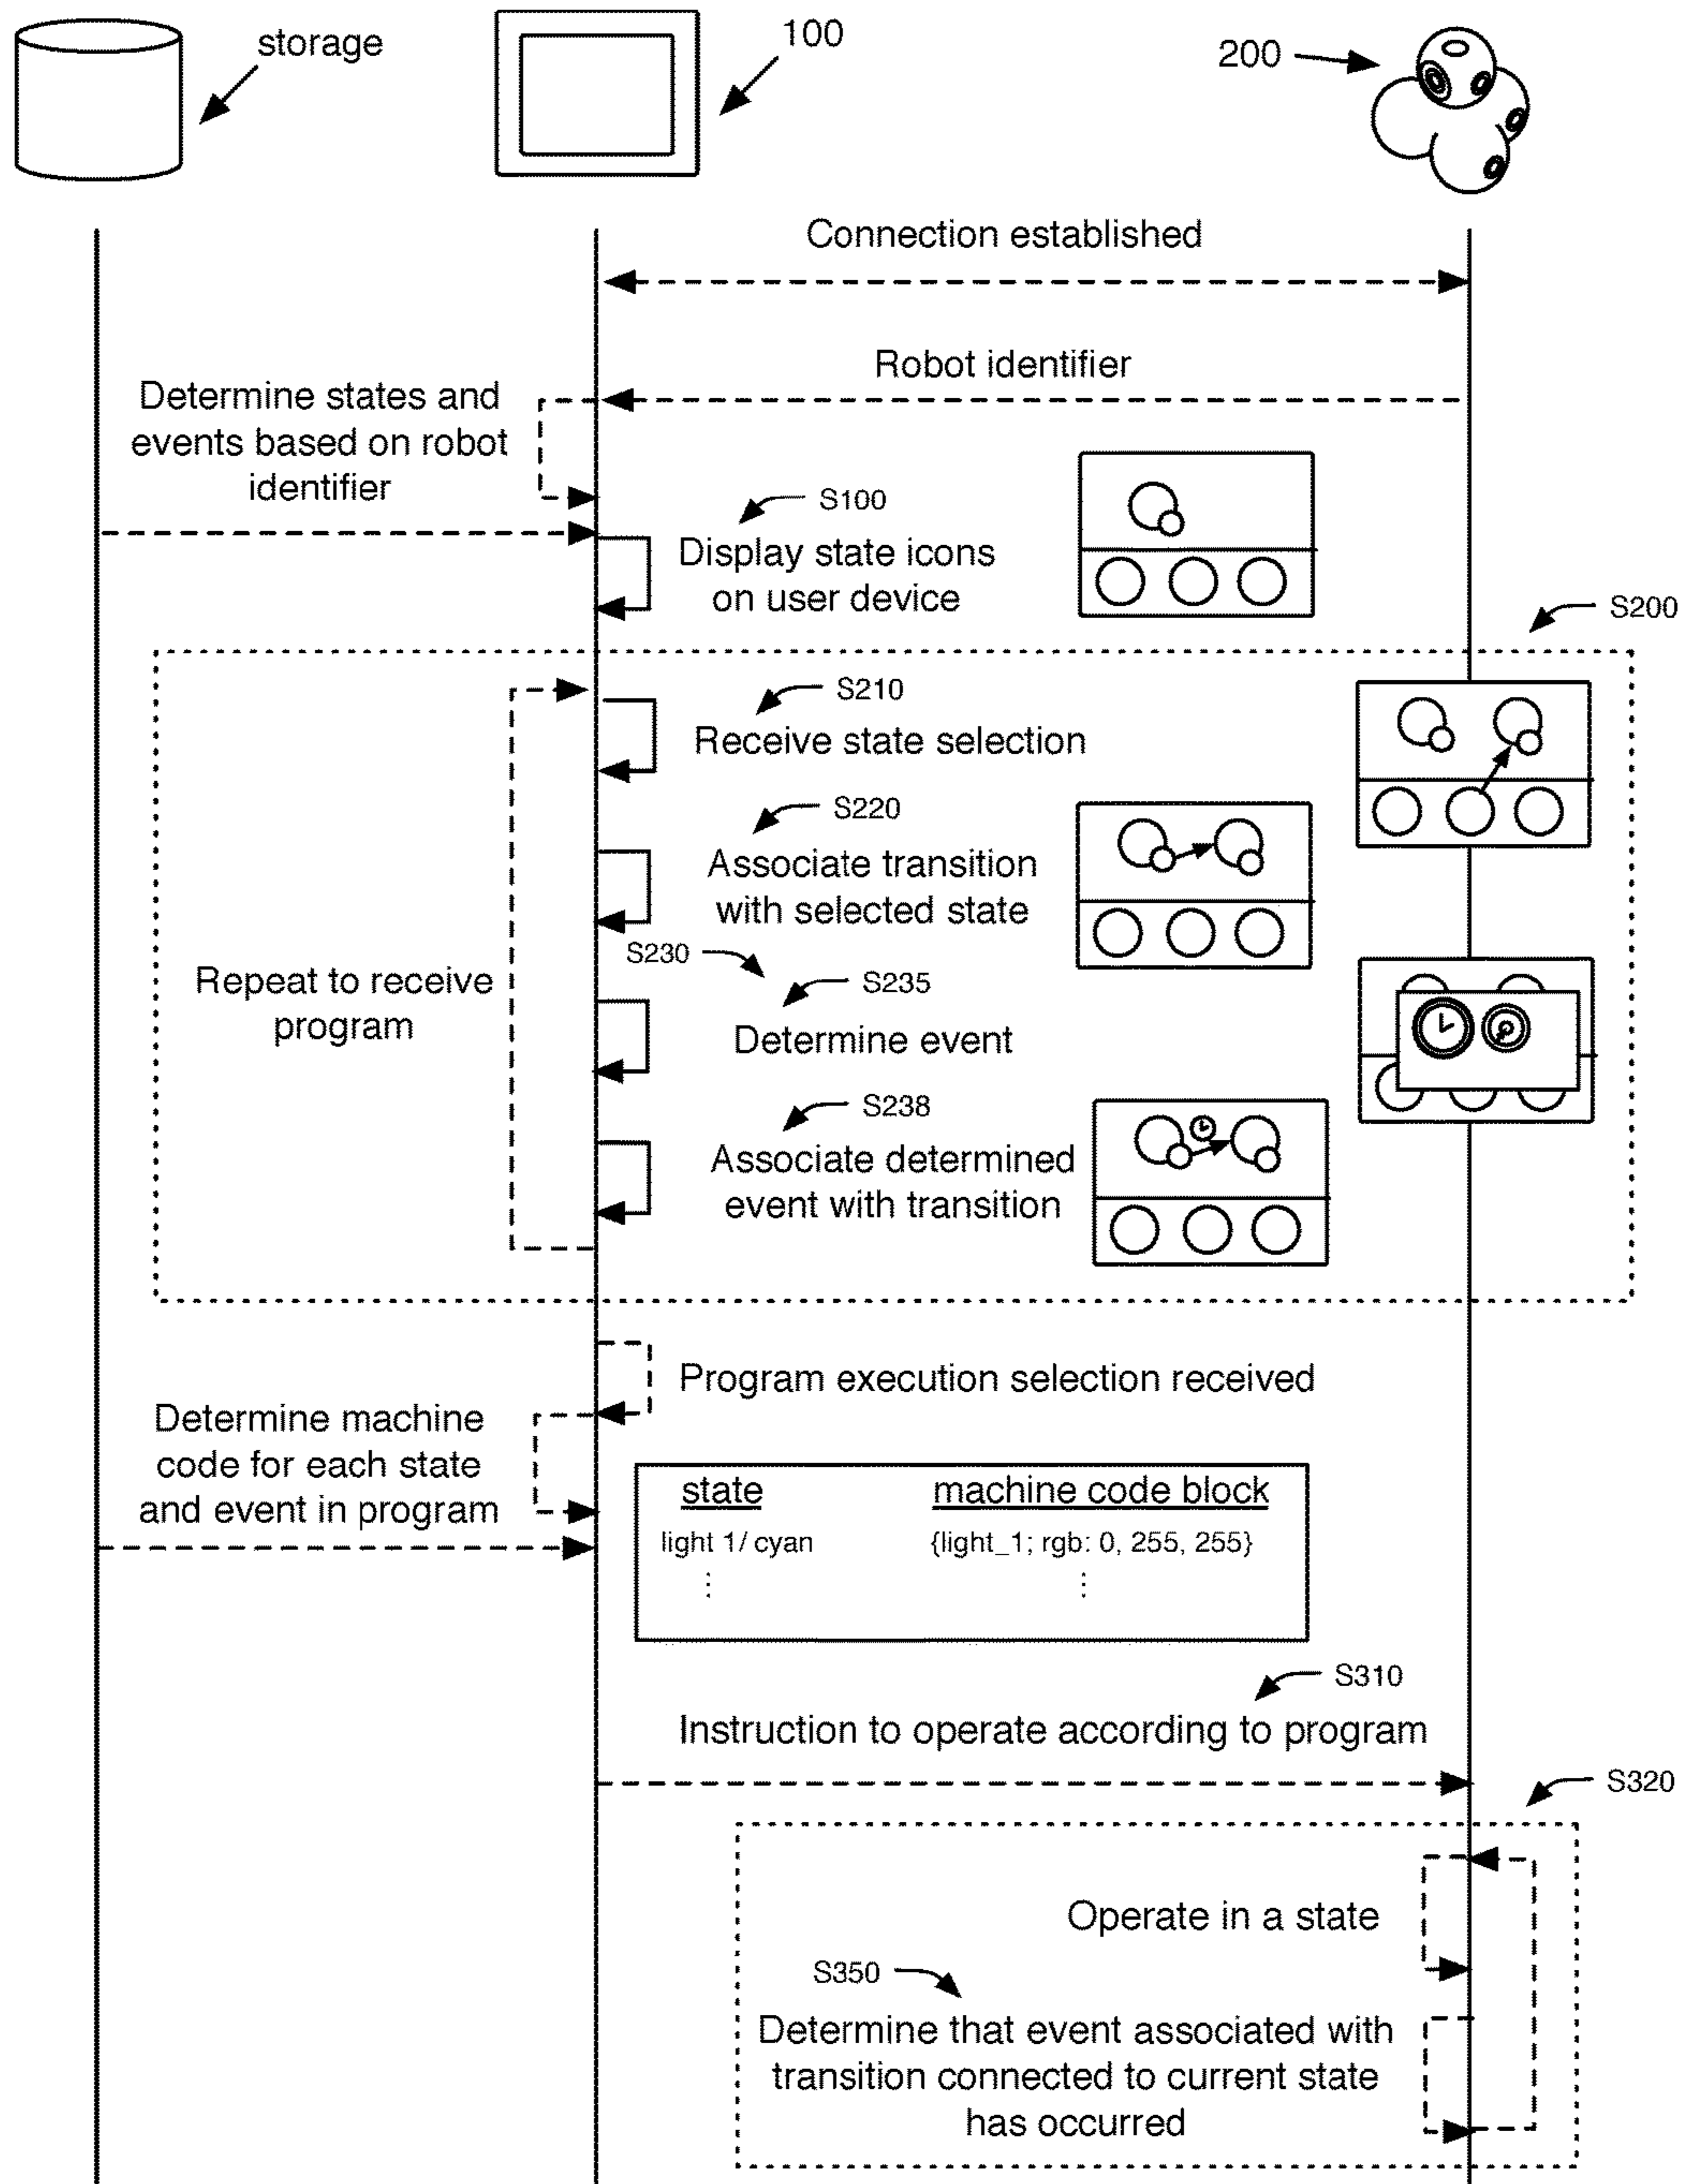 storage
100
200
Connection established
Robot identifier
Determine states and
events based on robot
identifier
S100
Display state icons
on user device
S200
S210
Receive state selection
S220
Associate transition
with selected state
S230
S235
Repeat to receive
program
Determine event
S238
Associate determined
event with transition
Program execution selection received
Determine machine
code for each state
and event in program
state machine code block
light 1/ cyan {light_1; rgb: 0, 255, 255}
⋮ ⋮
S310
Instruction to operate according to program
S320
Operate in a state
S350
Determine that event associated with
transition connected to current state
has occurred